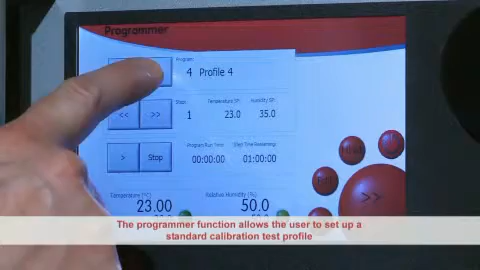 Programmer
Program
4 Profile 4
Step: Temperature SP: Humidity SP:
<< >> 1 23.0 35.0
Program Run Time: Step Time Remaining:
> Stop 00:00:00 01:00:00
Temperature (°C) Relative Humidity (%)
23.00 50.0
>>
The programmer function allows the user to set up a
standard calibration test profile